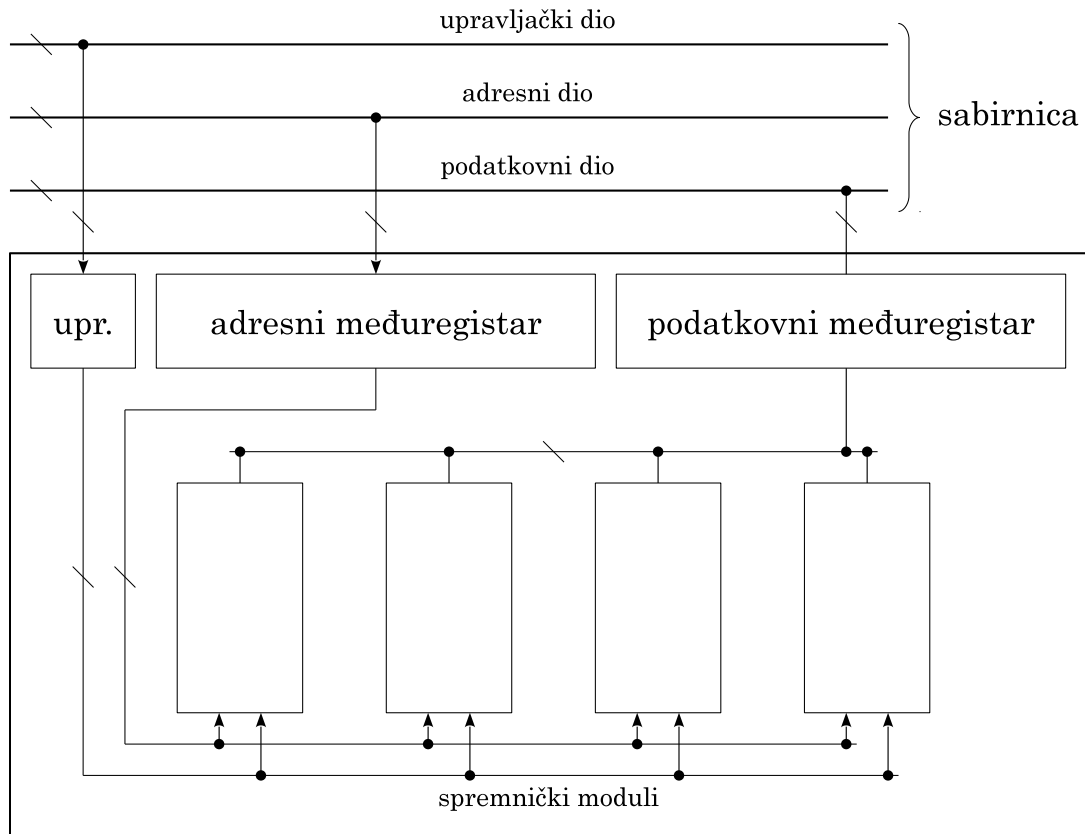 upravljački dio
adresni dio
sabirnica
podatkovni dio
upr.
adresni međuregistar
podatkovni međuregistar
spremnički moduli